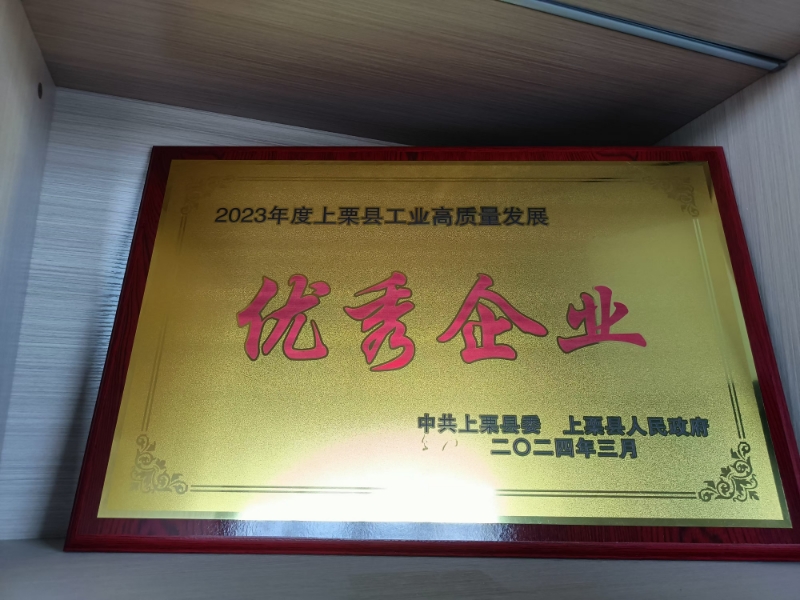 2023年度上栗县工业高质量发展
优秀企业
中共上栗县委 上栗县人民政府
二〇二四年三月